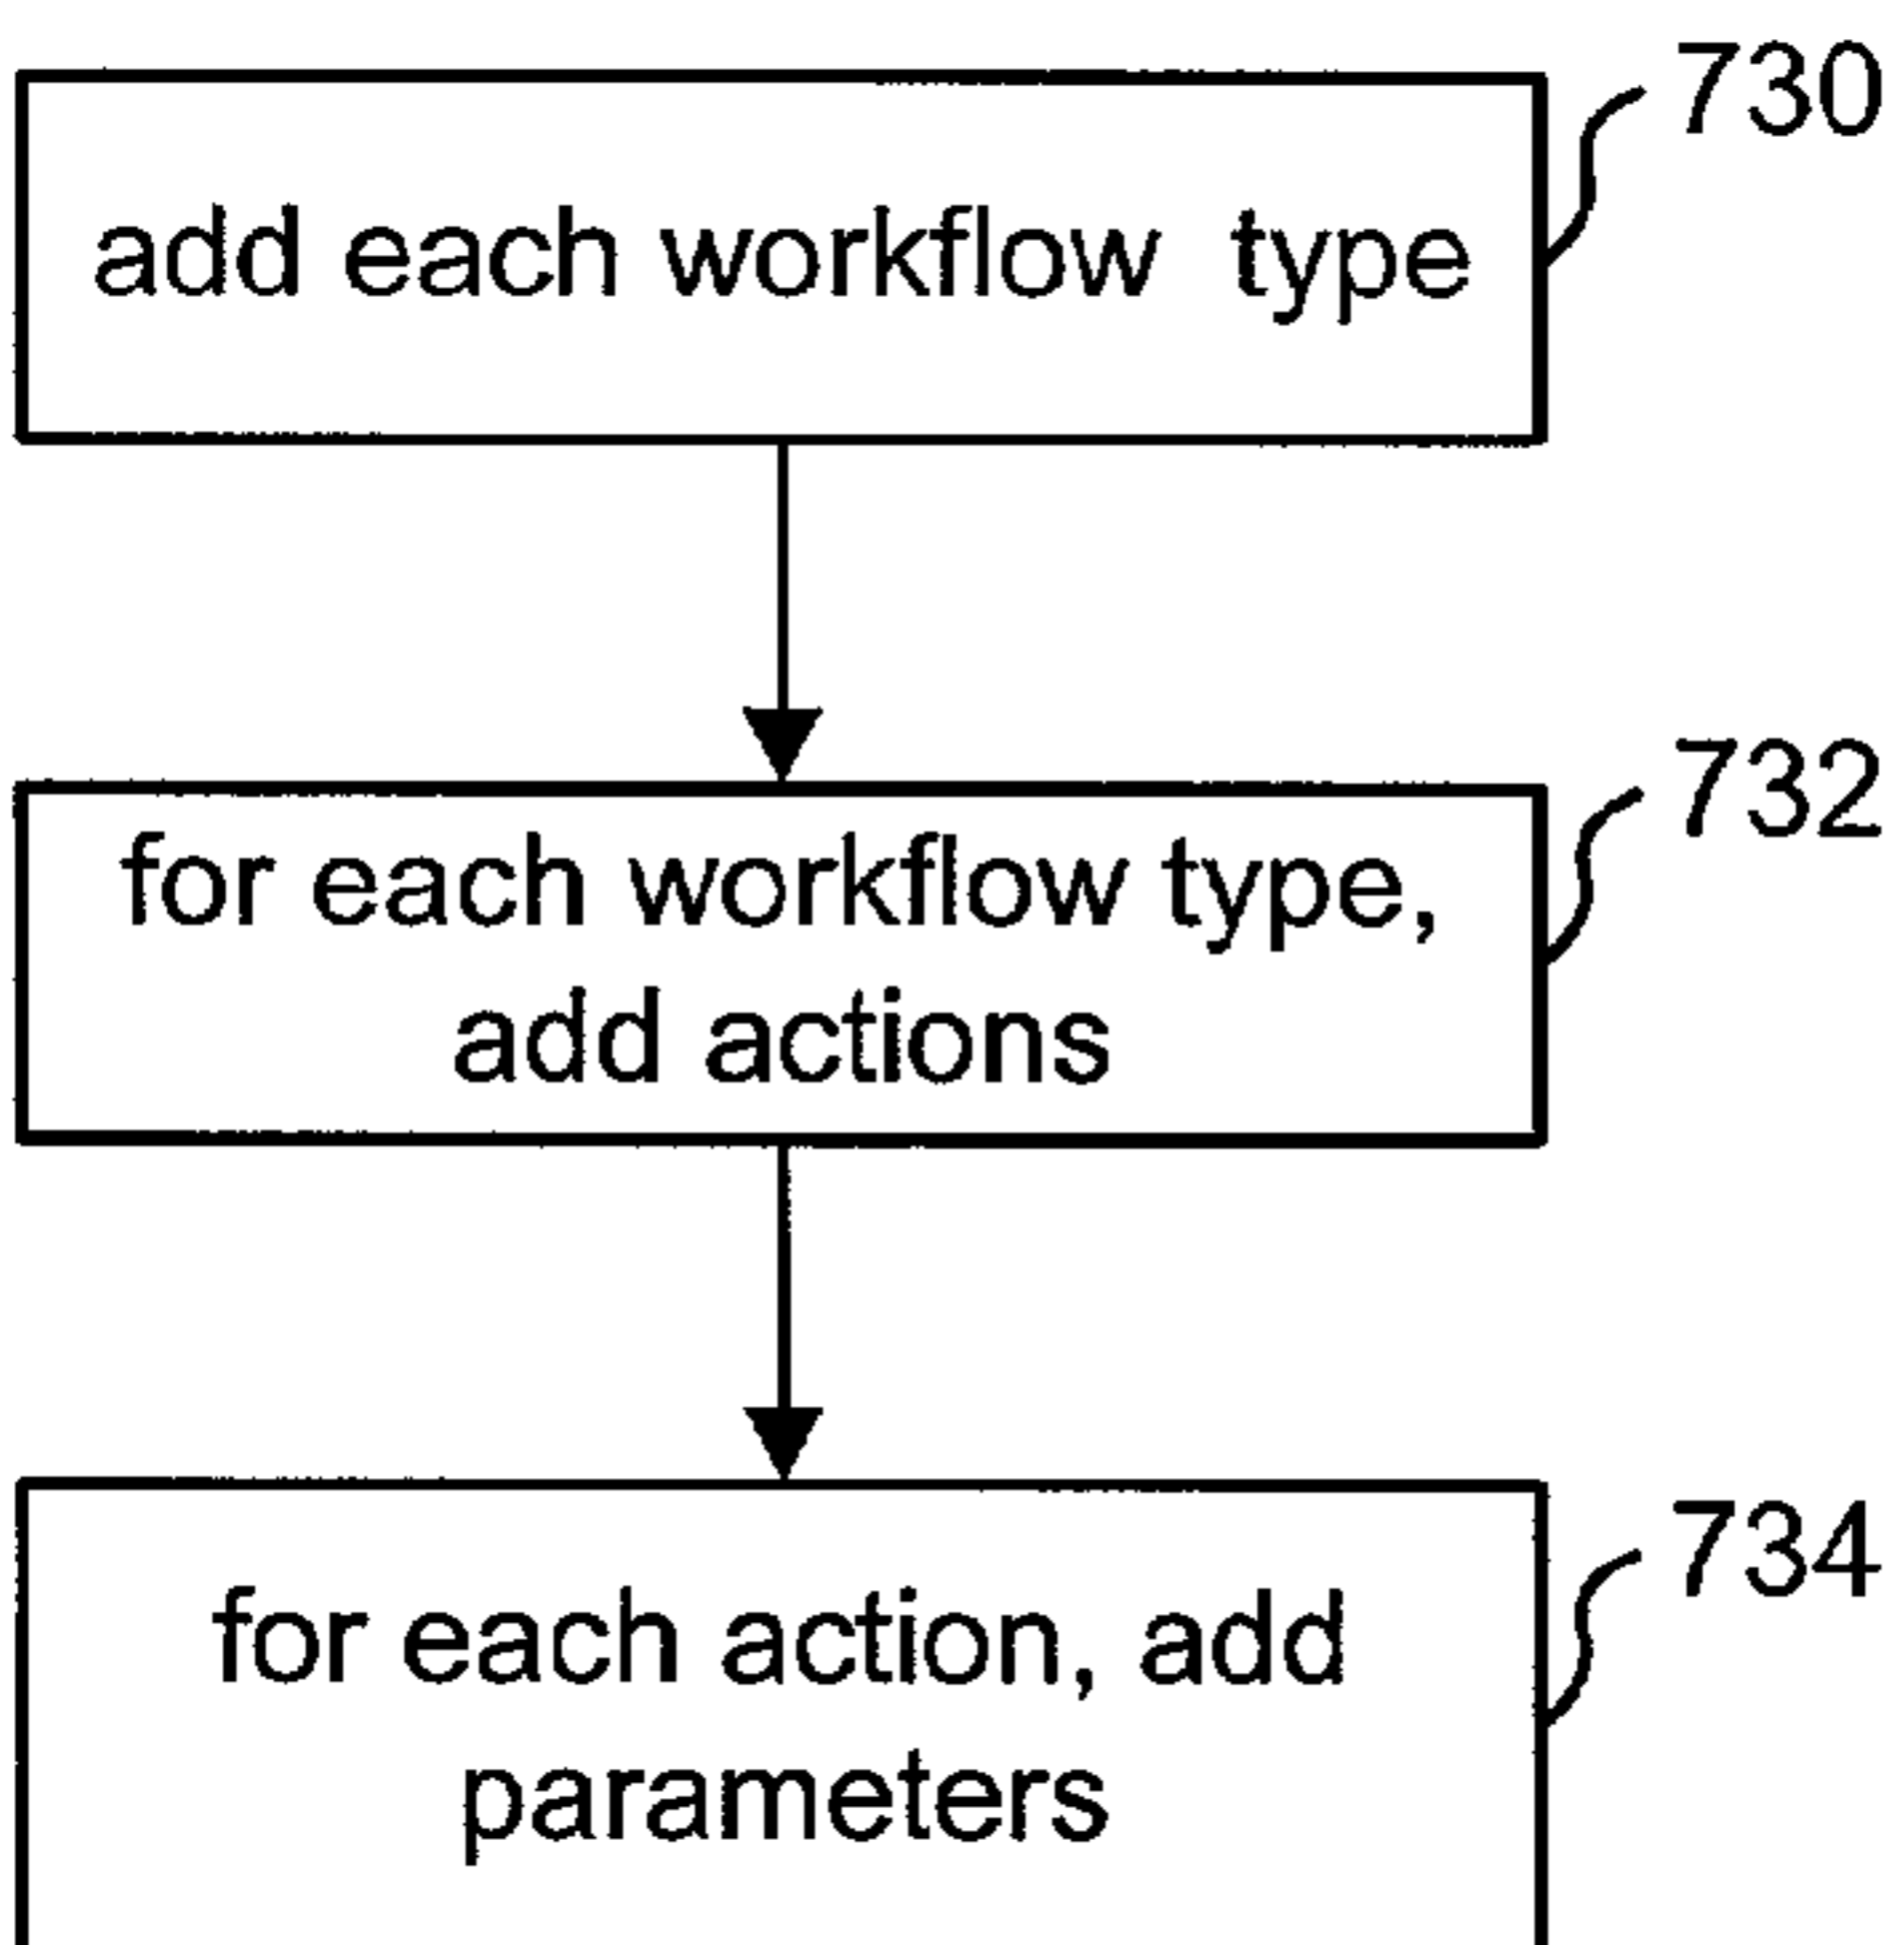 730
add each workflow type
732
for each workflow type,
add actions
734
for each action, add
parameters